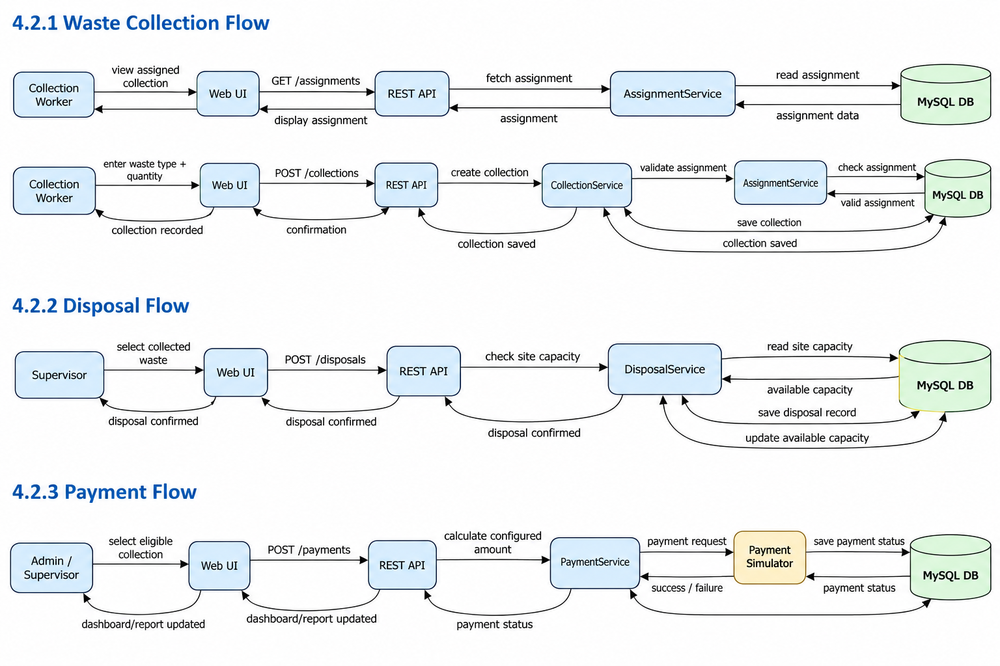 4.2.1 Waste Collection Flow
view assigned
collection
GET /assignments
fetch assignment
read assignment
Collection
Worker
Web UI
REST API
AssignmentService
MySQL DB
display assignment
assignment
assignment data
enter waste type +
quantity
POST /collections
create collection
validate assignment
check assignment
Collection
Worker
Web UI
REST API
CollectionService
AssignmentService
MySQL DB
valid assignment
collection recorded
confirmation
collection saved
save collection
collection saved
4.2.2 Disposal Flow
select collected
waste
POST /disposals
check site capacity
read site capacity
Supervisor
Web UI
REST API
DisposalService
MySQL DB
available capacity
disposal confirmed
disposal confirmed
disposal confirmed
save disposal record
update available capacity
4.2.3 Payment Flow
select eligible
collection
POST /payments
calculate configured
amount
payment request
save payment status
Admin /
Supervisor
Web UI
REST API
PaymentService
Payment
Simulator
MySQL DB
success / failure
payment status
dashboard/report updated
dashboard/report updated
payment status